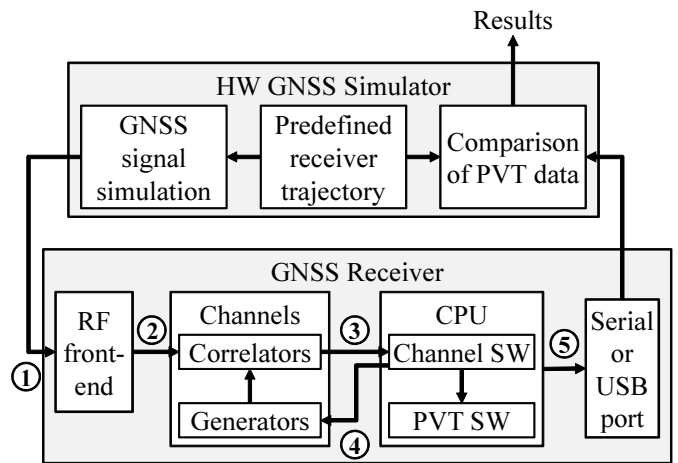 Results
HW GNSS Simulator
GNSS
signal
simulation
Predefined
receiver
trajectory
Comparison
of PVT data
GNSS Receiver
1
RF
front-
end
2
Channels
Correlators
Generators
3
4
CPU
Channel SW
PVT SW
5
Serial
or
USB
port